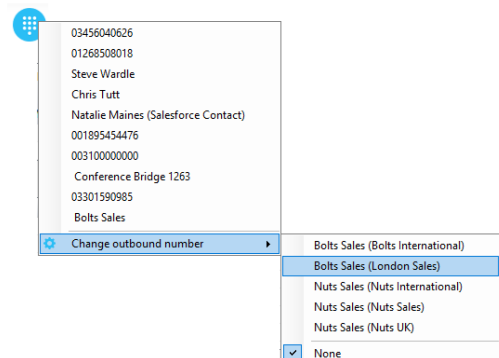 03456040626
01268508018
Steve Wardle
Chris Tutt
Natalie Maines (Salesforce Contact)
001895454476
003100000000
Conference Bridge 1263
03301590985
Bolts Sales
Change outbound number
Bolts Sales (Bolts International)
Bolts Sales (London Sales)
Nuts Sales (Nuts International)
Nuts Sales (Nuts Sales)
Nuts Sales (Nuts UK)
None